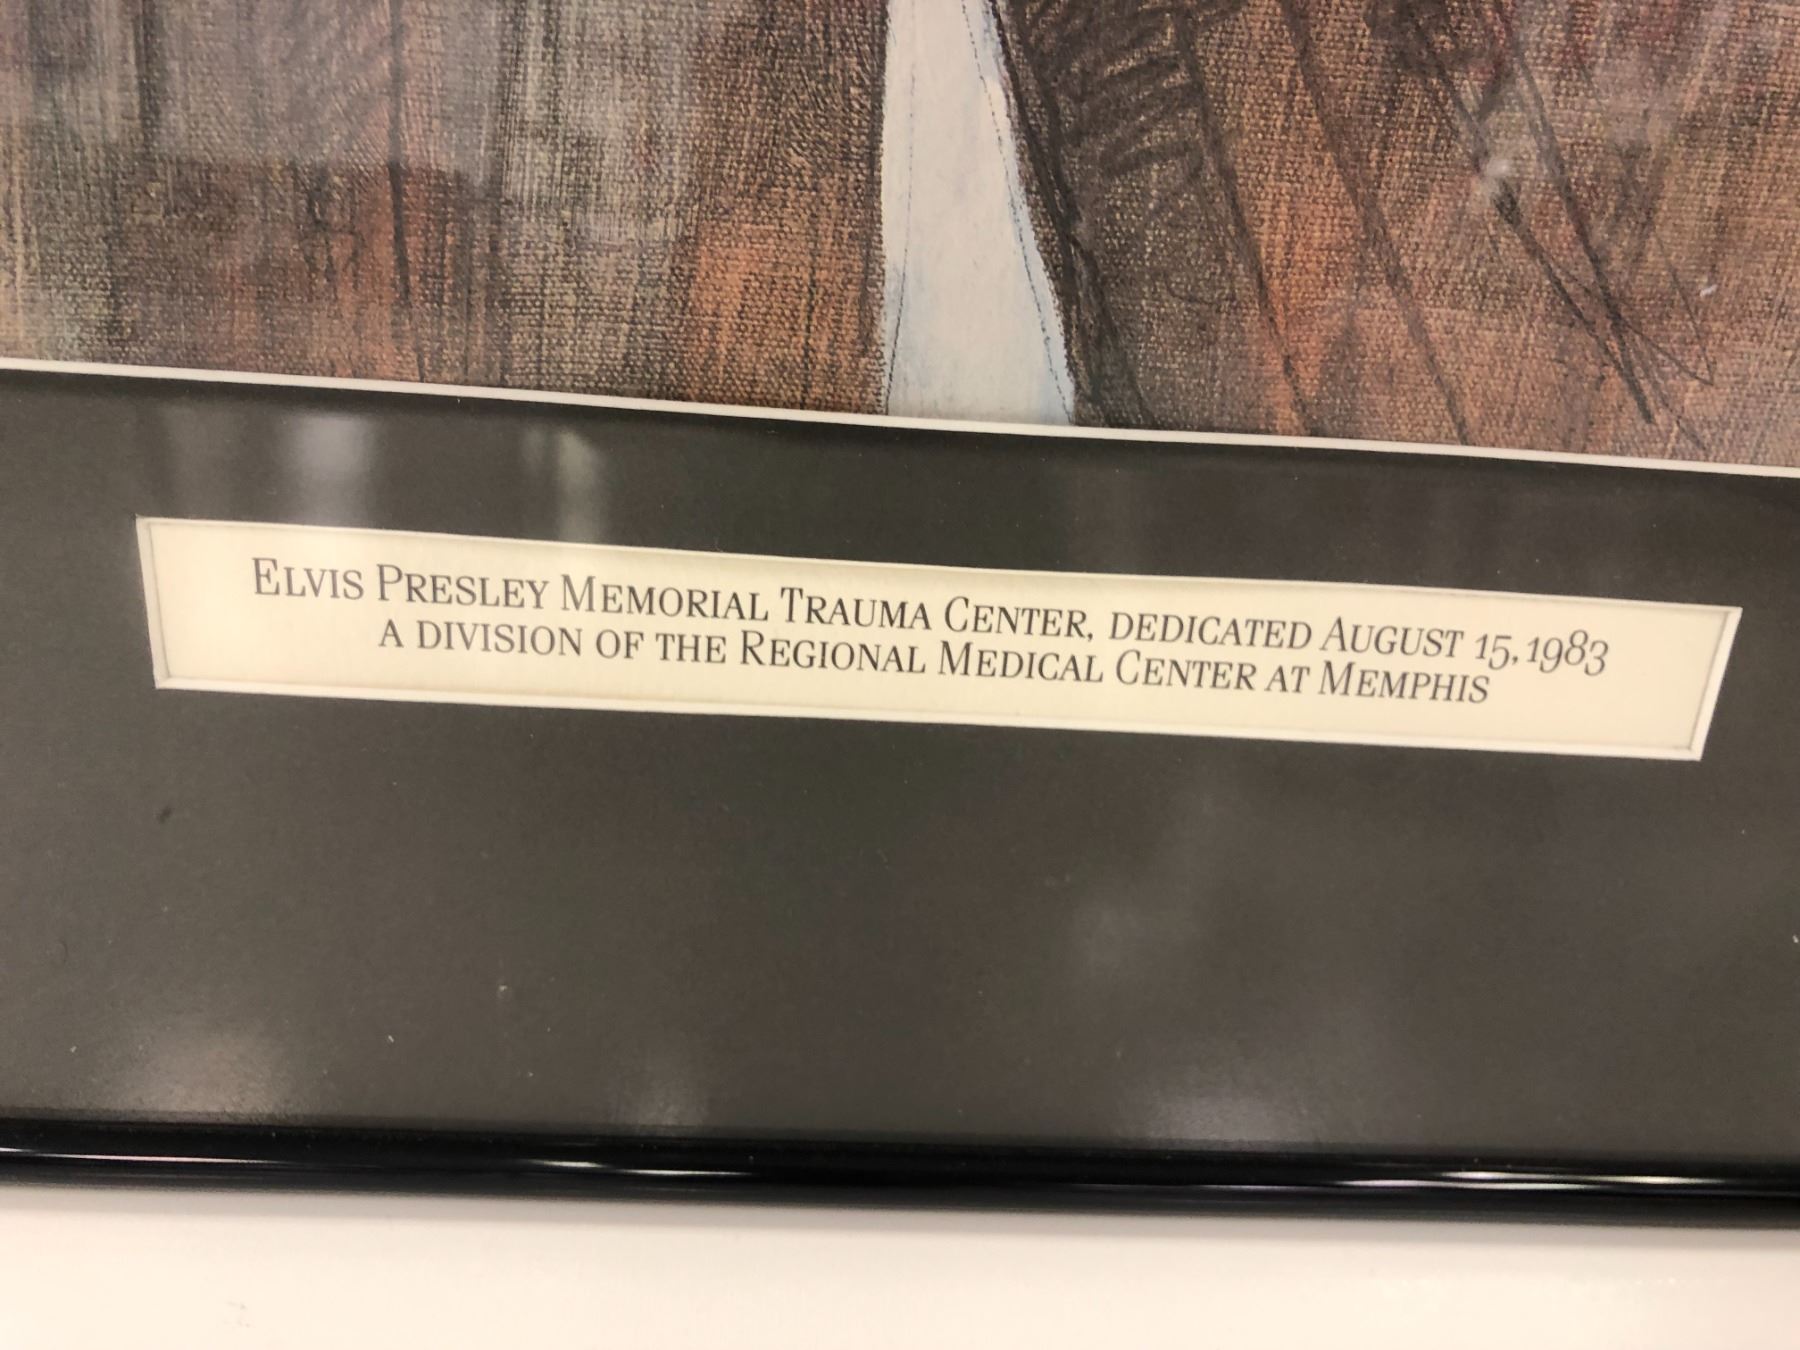 Elvis Presley Memorial Trauma Center, dedicated August 15, 1983
a division of the Regional Medical Center at Memphis